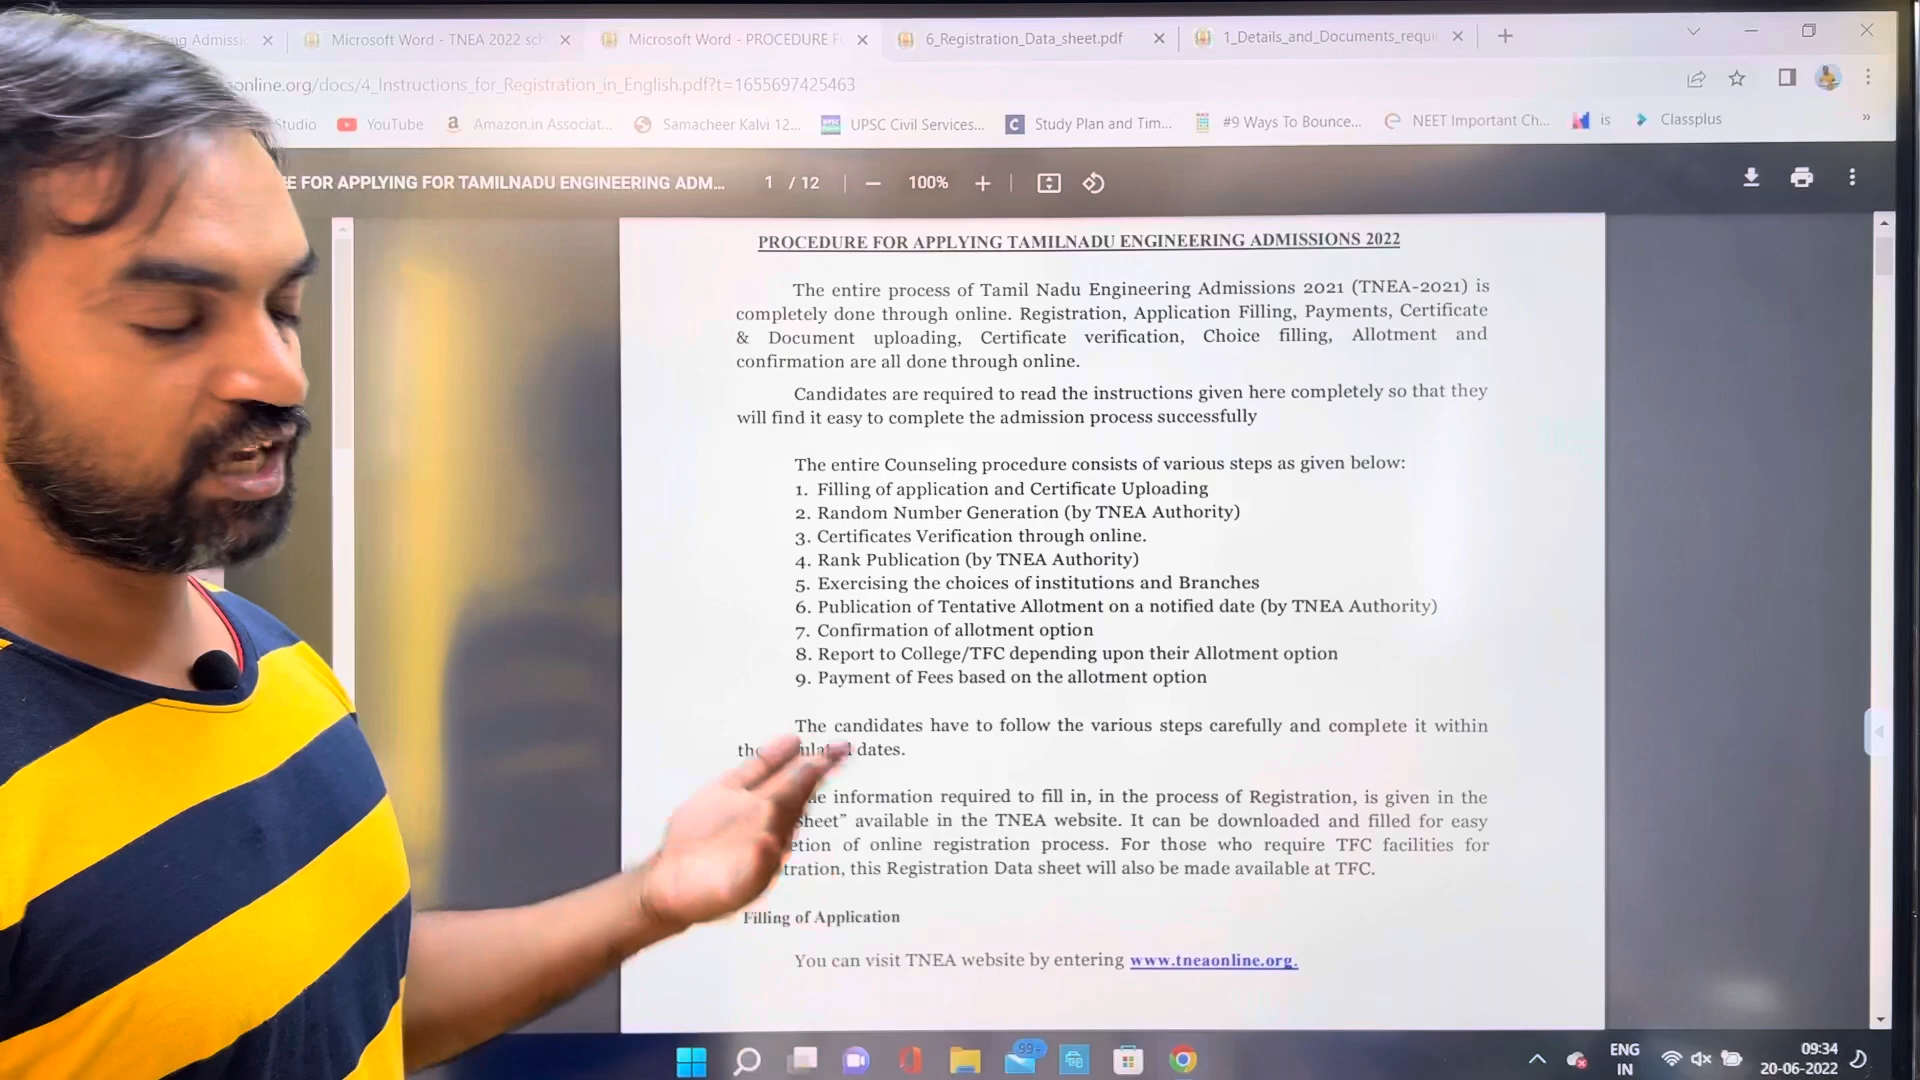 ng Admissic
Microsoft Word - TNEA 2022 sch
Microsoft Word - PROCEDURE F
6_Registration_Data_sheet.pdf
1_Details_and_Documents_requi
online.org/docs/4_Instructions_for_Registration_in_English.pdf?t=1655697425463
Studio
YouTube
Amazon.in Associat...
Samacheer Kalvi 12...
UPSC Civil Services...
Study Plan and Tim...
#9 Ways To Bounce...
NEET Important Ch...
is
Classplus
E FOR APPLYING FOR TAMILNADU ENGINEERING ADM...
1 / 12
100%
PROCEDURE FOR APPLYING TAMILNADU ENGINEERING ADMISSIONS 2022
The entire process of Tamil Nadu Engineering Admissions 2021 (TNEA-2021) is
completely done through online. Registration, Application Filling, Payments, Certificate
& Document uploading, Certificate verification, Choice filling, Allotment and
confirmation are all done through online.
Candidates are required to read the instructions given here completely so that they
will find it easy to complete the admission process successfully
The entire Counseling procedure consists of various steps as given below:
1. Filling of application and Certificate Uploading
2. Random Number Generation (by TNEA Authority)
3. Certificates Verification through online.
4. Rank Publication (by TNEA Authority)
5. Exercising the choices of institutions and Branches
6. Publication of Tentative Allotment on a notified date (by TNEA Authority)
7. Confirmation of allotment option
8. Report to College/TFC depending upon their Allotment option
9. Payment of Fees based on the allotment option
The candidates have to follow the various steps carefully and complete it within
dates.
information required to fill in, in the process of Registration, is given in the
Sheet” available in the TNEA website. It can be downloaded and filled for easy
etion of online registration process. For those who require TFC facilities for
tration, this Registration Data sheet will also be made available at TFC.
Filling of Application
You can visit TNEA website by entering www.tneaonline.org.
99+
ENG
IN
09:34
20-06-2022